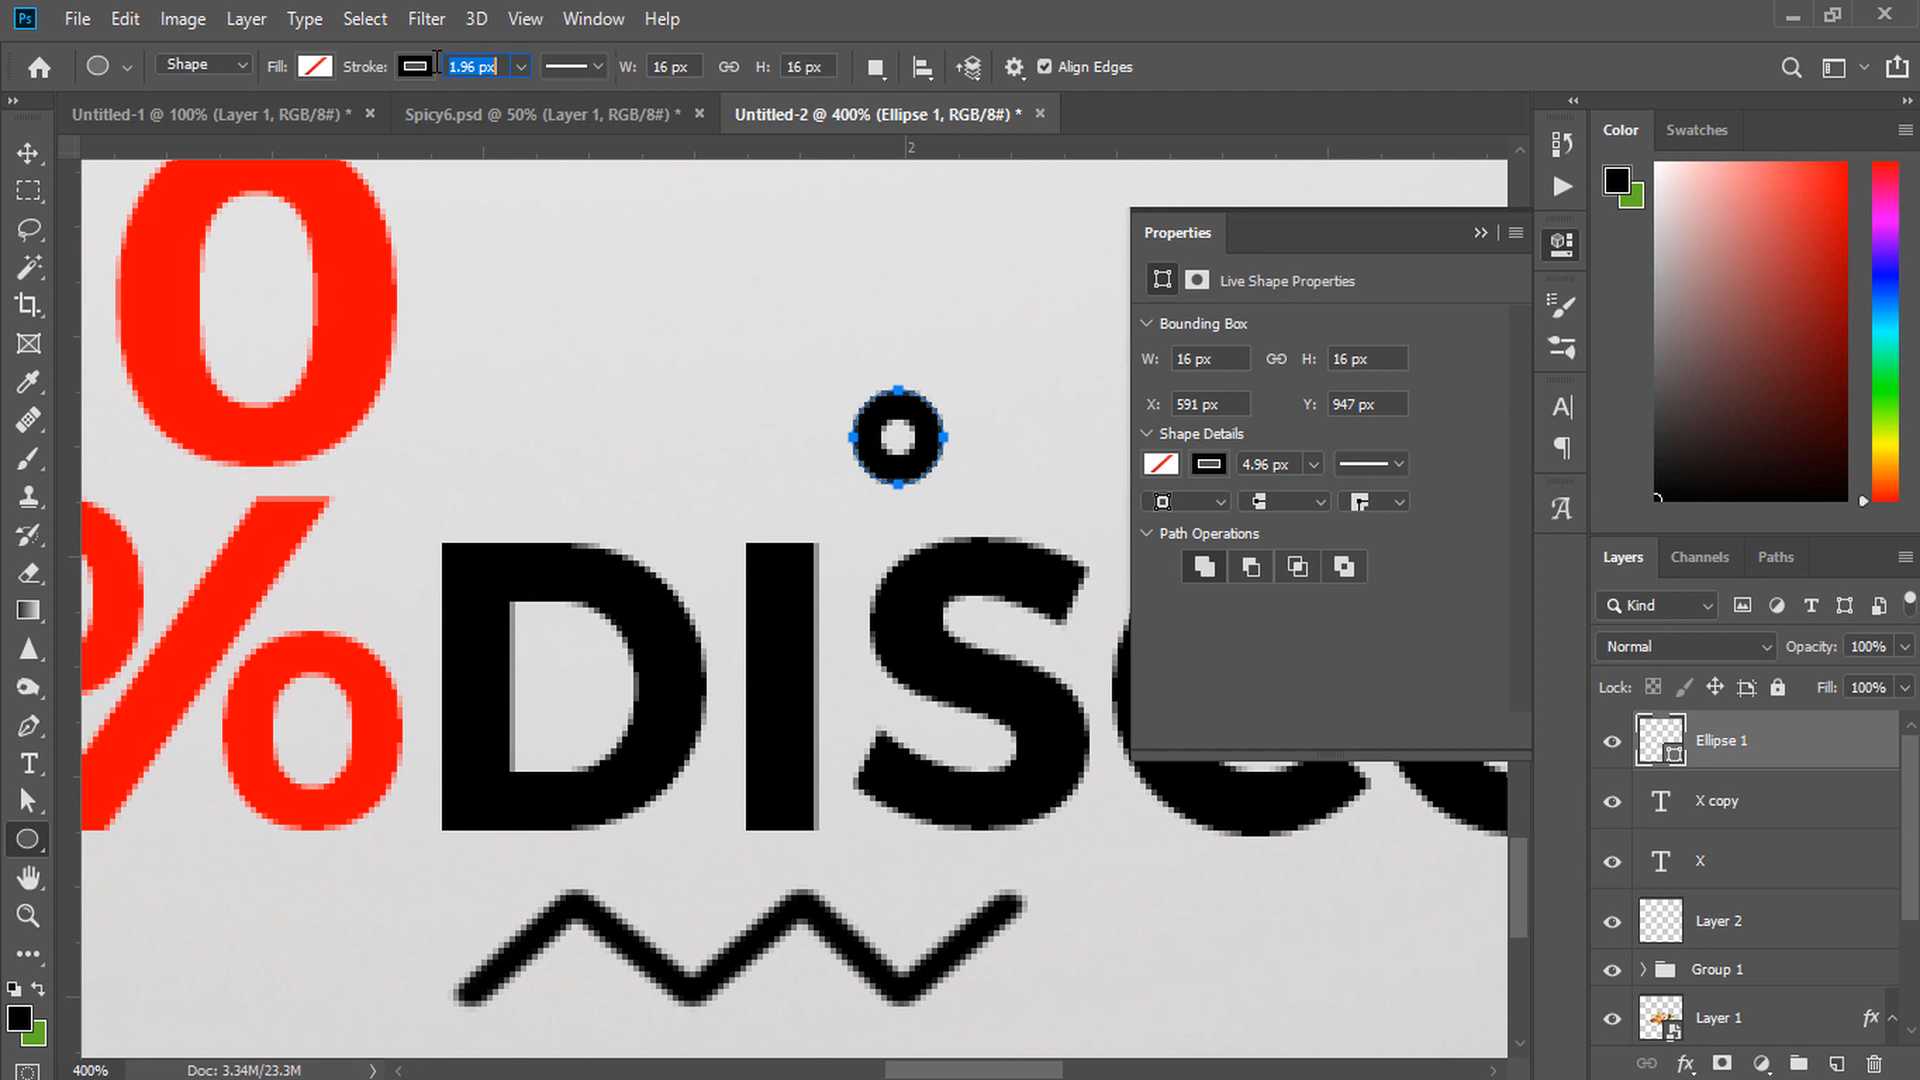 Ps File Edit Image Layer Type Select Filter 3D View Window Help
Shape Fill: Stroke: 1.96 px W: 16 px H: 16 px Align Edges
Untitled-1 @ 100% (Layer 1, RGB/8#) * Spicy6.psd @ 50% (Layer 1, RGB/8#) * Untitled-2 @ 400% (Ellipse 1, RGB/8#) *
2
0
% DISC
Properties
Live Shape Properties
Bounding Box
W: 16 px H: 16 px
X: 591 px Y: 947 px
Shape Details
4.96 px
Path Operations
Color Swatches
Layers Channels Paths
Kind
Normal Opacity: 100%
Lock: Fill: 100%
Ellipse 1
X copy
X
Layer 2
Group 1
Layer 1 fx
400% Doc: 3.34M/23.3M